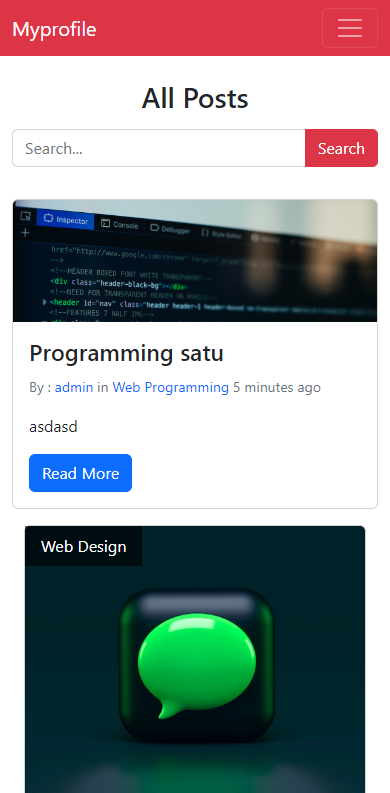 Myprofile
All Posts
Search...
Search
Inspector
Console
Debugger
Style Editor
href="http://www.google.com/chrome"
-->
<!--HEADER BOXED FONT WHITE TRANSPARENT-->
<div class="header-black-bg"></div>
<!--NEED FOR TRANSPARENT HEADER ON MOBILE-->
<header id="nav" class="header header-1 header-black
<!--FEATURES 7 HALF IMG-->
Programming satu
By : admin in Web Programming 5 minutes ago
asdasd
Read More
Web Design